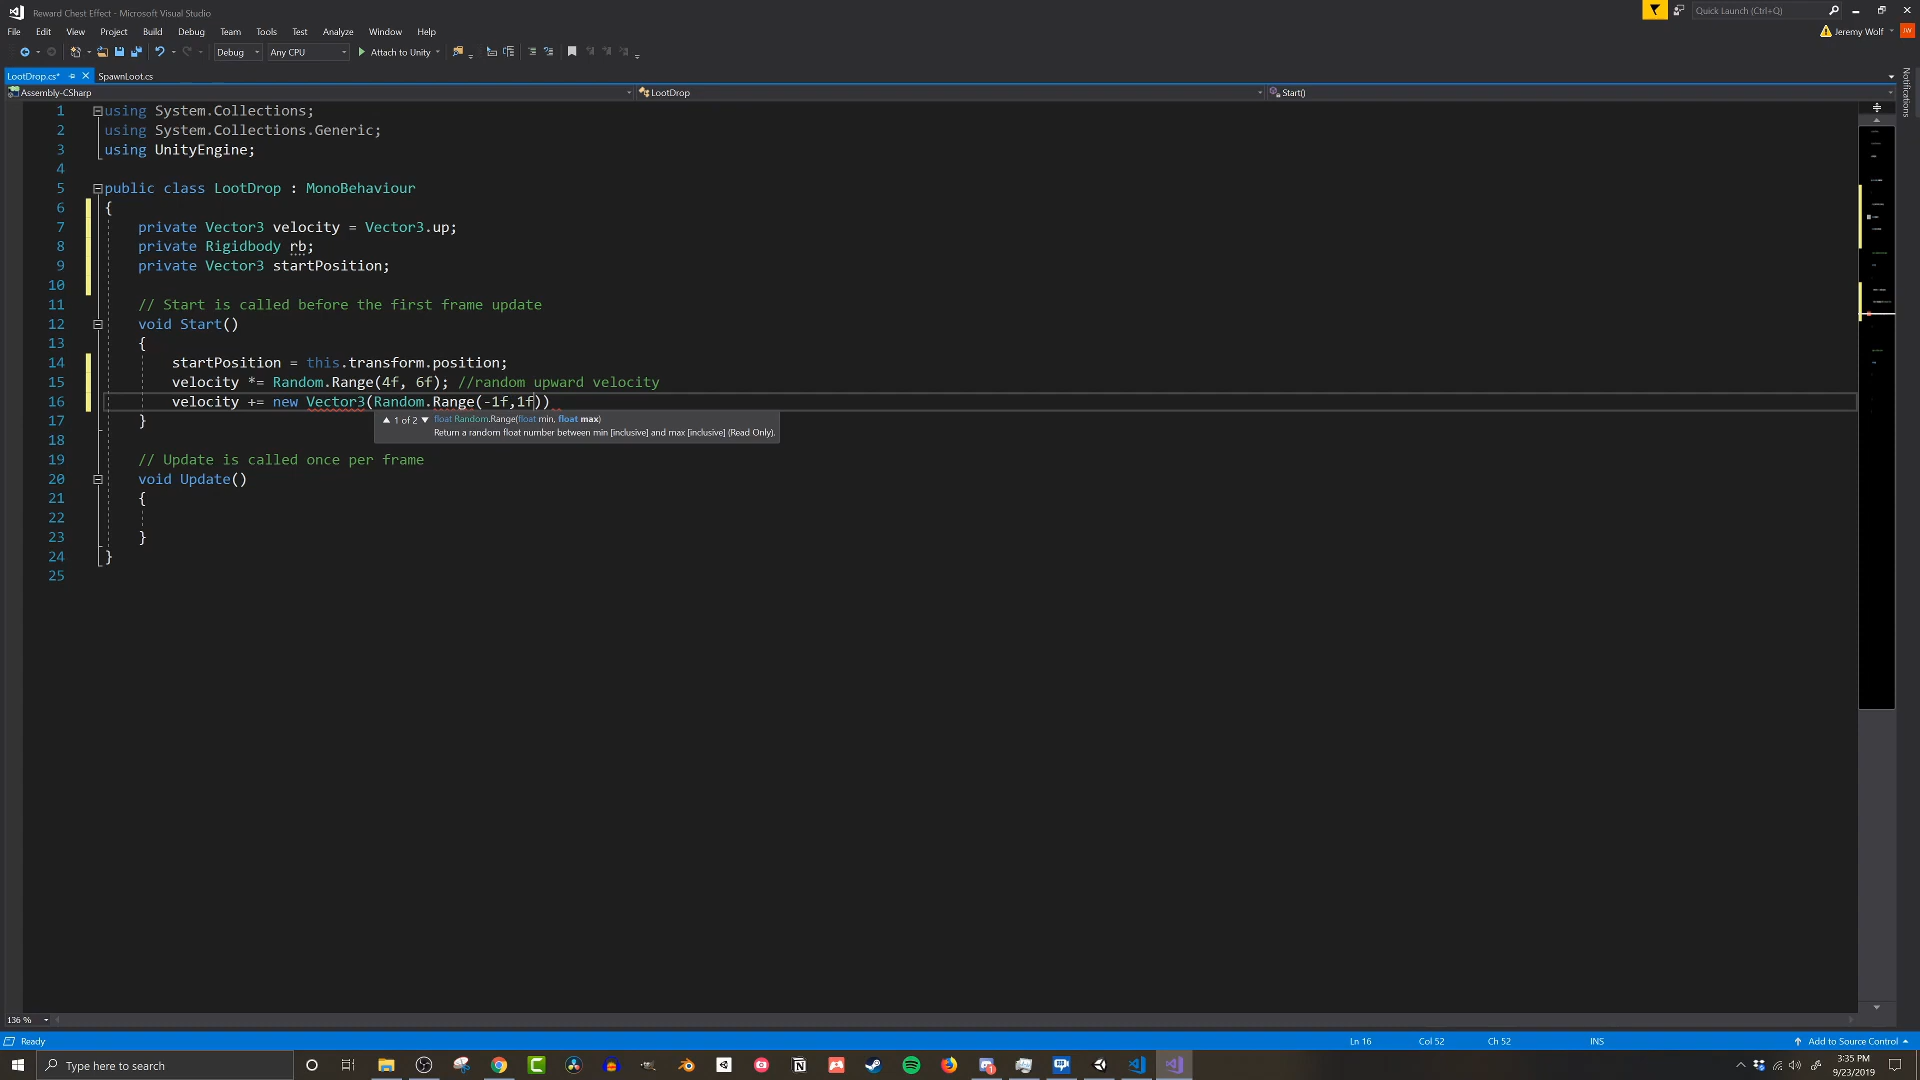 Reward Chest Effect - Microsoft Visual Studio
Quick Launch (Ctrl+Q)
File Edit View Project Build Debug Team Tools Test Analyze Window Help
Jeremy Wolf
JW
Debug Any CPU Attach to Unity
LootDrop.cs* SpawnLoot.cs
Notifications
Assembly-CSharp LootDrop Start()
1 using System.Collections;
2 using System.Collections.Generic;
3 using UnityEngine;
4
5 public class LootDrop : MonoBehaviour
6 {
7 private Vector3 velocity = Vector3.up;
8 private Rigidbody rb;
9 private Vector3 startPosition;
10
11 // Start is called before the first frame update
12 void Start()
13 {
14 startPosition = this.transform.position;
15 velocity *= Random.Range(4f, 6f); //random upward velocity
16 velocity += new Vector3(Random.Range(-1f,1f))
17 }
1 of 2 float Random.Range(float min, float max)
Return a random float number between min [inclusive] and max [inclusive] (Read Only).
18
19 // Update is called once per frame
20 void Update()
21 {
22
23 }
24 }
25
136 %
Ready Ln 16 Col 52 Ch 52 INS Add to Source Control
Type here to search
3:35 PM
9/23/2019